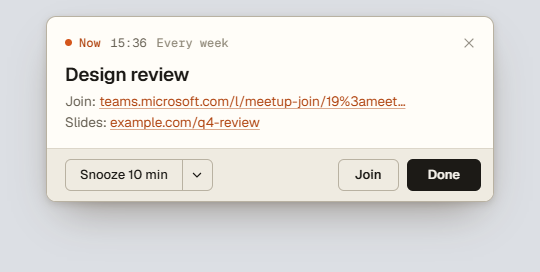 Now 15:36 Every week
Design review
Join: teams.microsoft.com/l/meetup-join/19%3ameet…
Slides: example.com/q4-review
Snooze 10 min
Join
Done